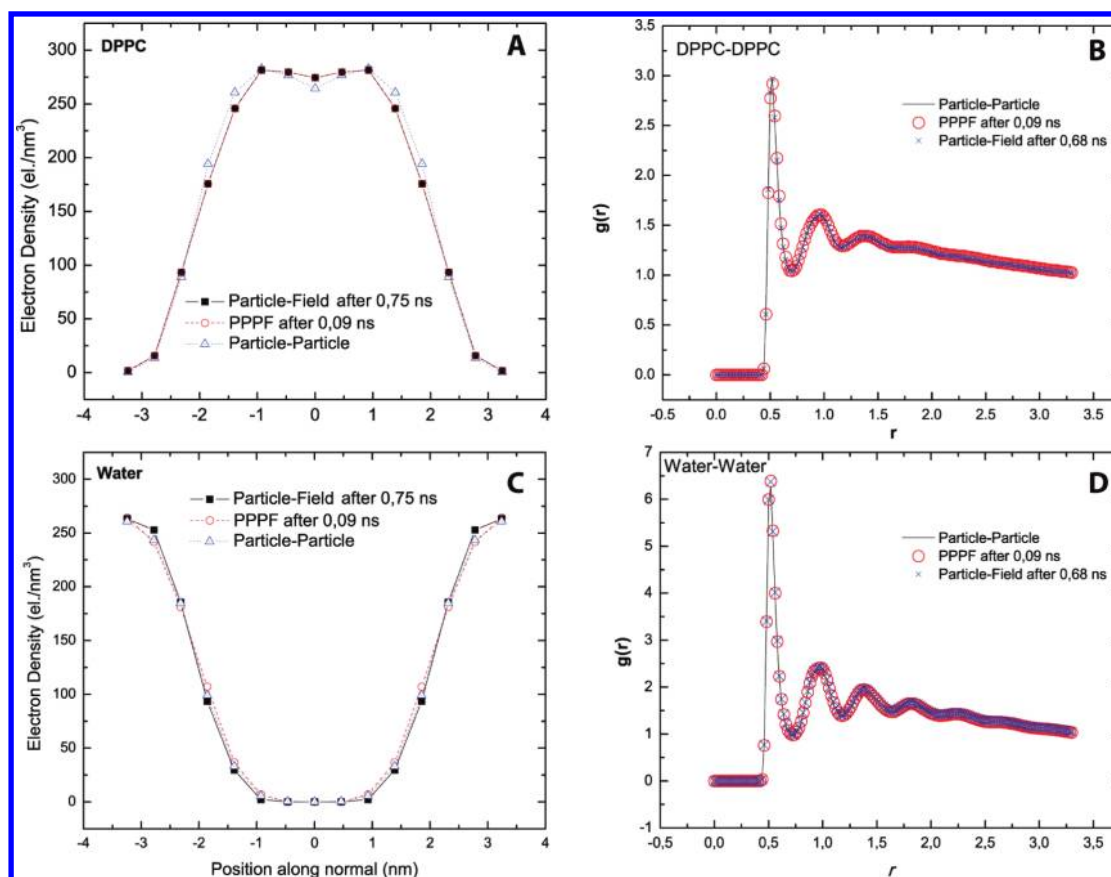 A
DPPC
Electron Density (el./nm³)
300
250
200
150
100
50
0
Particle-Field after 0,75 ns
PPPF after 0,09 ns
Particle-Particle
-4 -3 -2 -1 0 1 2 3 4
B
DPPC-DPPC
g(r)
3.5
3.0
2.5
2.0
1.5
1.0
0.5
0.0
-0.5
Particle-Particle
PPPF after 0,09 ns
Particle-Field after 0,68 ns
-0.5 0.0 0.5 1.0 1.5 2.0 2.5 3.0 3.5
r
C
Water
Electron Density (el./nm³)
300
250
200
150
100
50
0
Particle-Field after 0,75 ns
PPPF after 0,09 ns
Particle-Particle
-4 -3 -2 -1 0 1 2 3 4
Position along normal (nm)
D
Water-Water
g(r)
7
6
5
4
3
2
1
0
-1
Particle-Particle
PPPF after 0,09 ns
Particle-Field after 0,68 ns
-0,5 0,0 0,5 1,0 1,5 2,0 2,5 3,0 3,5
r